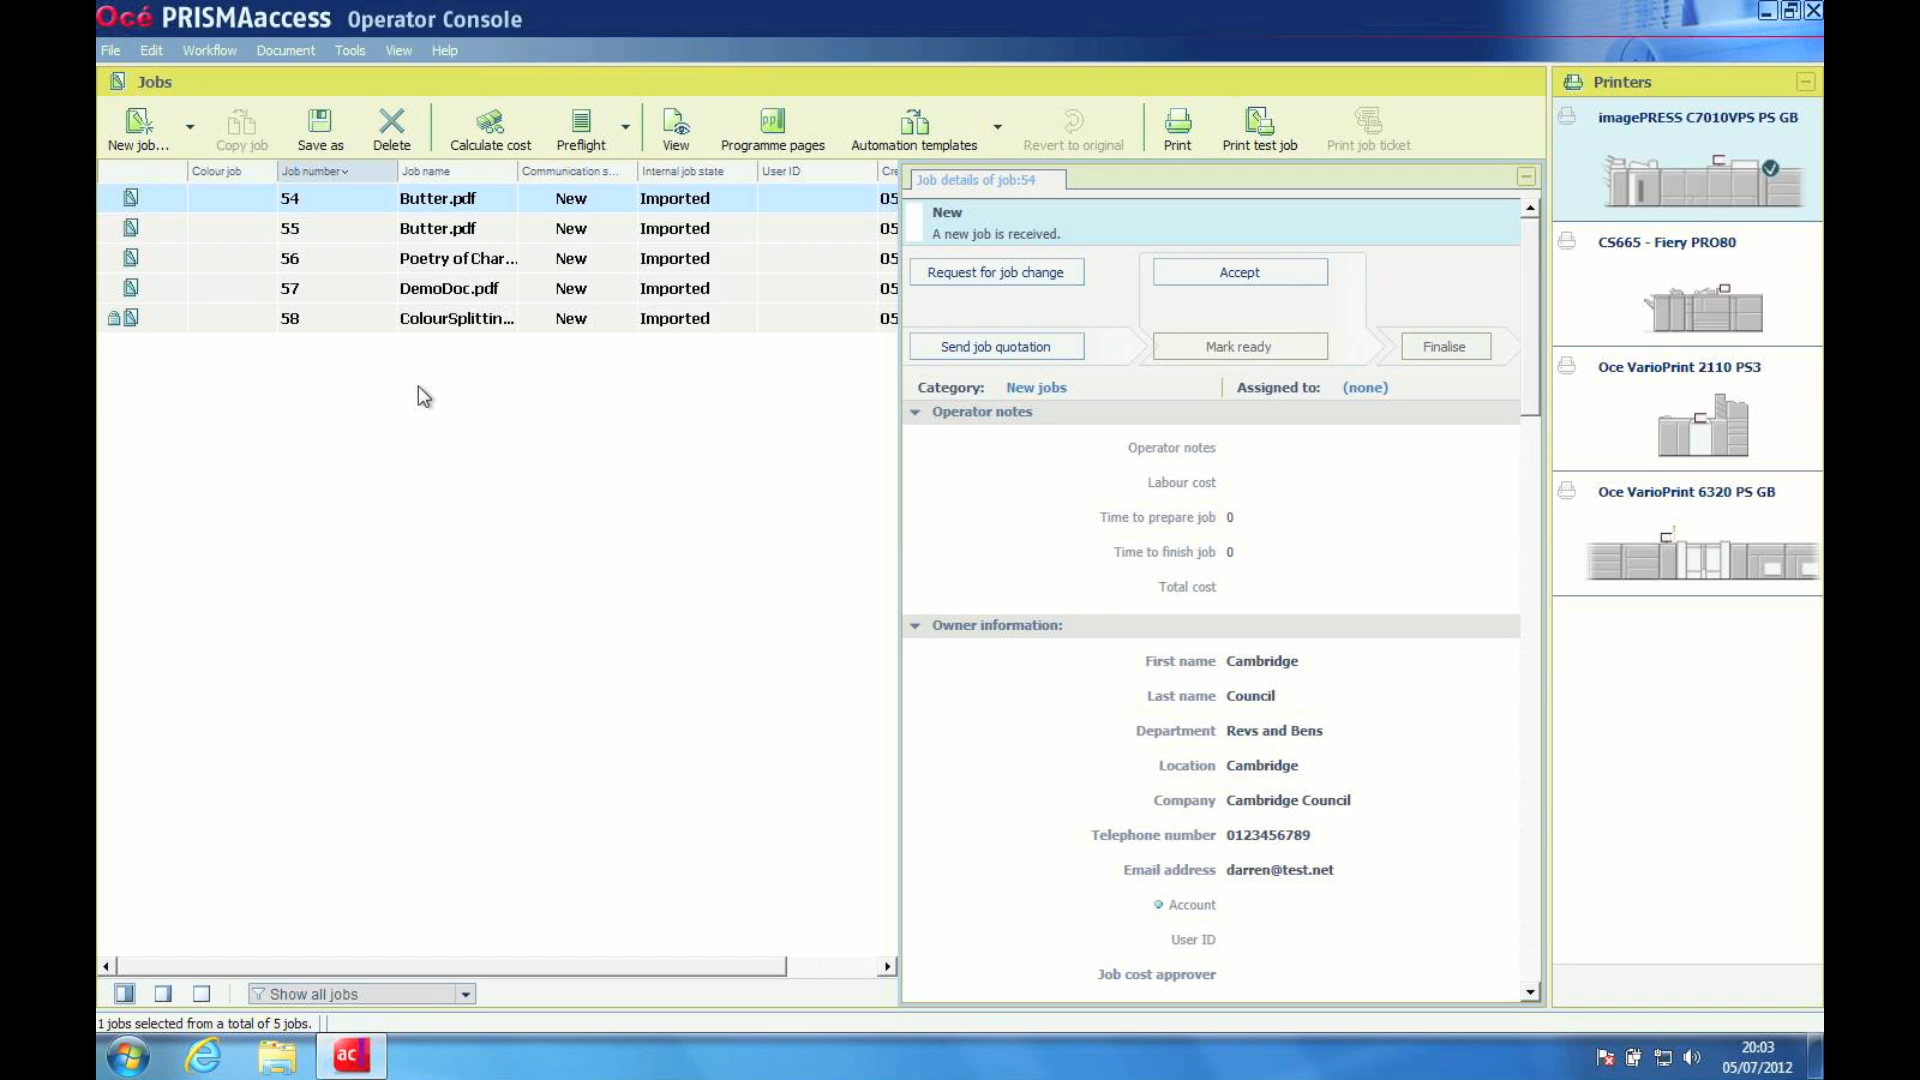 Océ PRISMAaccess Operator Console
File Edit Workflow Document Tools View Help
Jobs
New job... Copy job Save as Delete Calculate cost Preflight View Programme pages Automation templates Revert to original Print Print test job Print job ticket
Colour job Job number Job name Communication s... Internal job state User ID Cre
54 Butter.pdf New Imported 05
55 Butter.pdf New Imported 05
56 Poetry of Char... New Imported 05
57 DemoDoc.pdf New Imported 05
58 ColourSplittin... New Imported 05
Show all jobs
1 jobs selected from a total of 5 jobs.
Job details of job:54
New
A new job is received.
Request for job change Accept
Send job quotation Mark ready Finalise
Category: New jobs Assigned to: (none)
Operator notes
Operator notes
Labour cost
Time to prepare job 0
Time to finish job 0
Total cost
Owner information:
First name Cambridge
Last name Council
Department Revs and Bens
Location Cambridge
Company Cambridge Council
Telephone number 0123456789
Email address darren@test.net
Account
User ID
Job cost approver
Printers
imagePRESS C7010VPS PS GB
CS665 - Fiery PRO80
Oce VarioPrint 2110 PS3
Oce VarioPrint 6320 PS GB
ac
20:03
05/07/2012